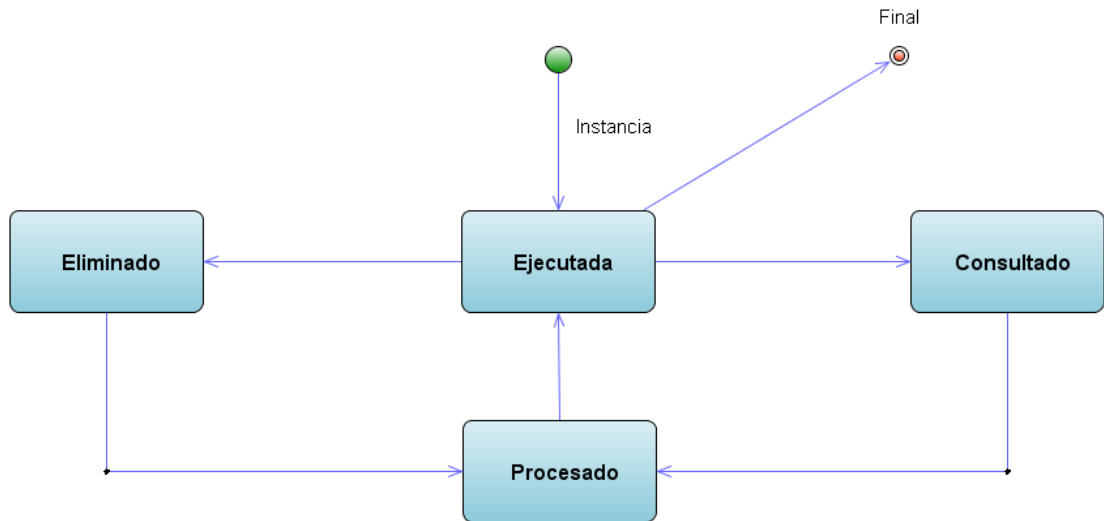 Final
Instancia
Eliminado
Ejecutada
Consultado
Procesado